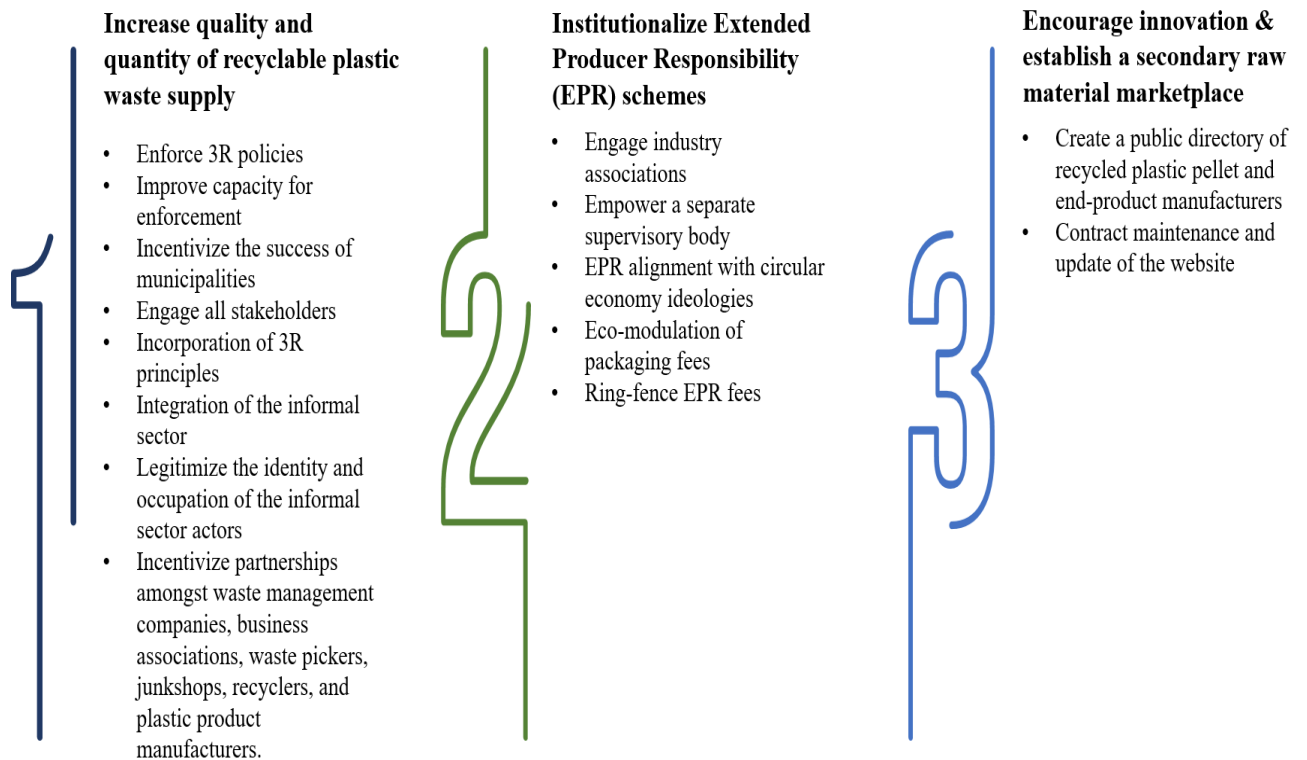 1
Increase quality and
quantity of recyclable plastic
waste supply
• Enforce 3R policies
• Improve capacity for
enforcement
• Incentivize the success of
municipalities
• Engage all stakeholders
• Incorporation of 3R
principles
• Integration of the informal
sector
• Legitimize the identity and
occupation of the informal
sector actors
• Incentivize partnerships
amongst waste management
companies, business
associations, waste pickers,
junkshops, recyclers, and
plastic product
manufacturers.
2
Institutionalize Extended
Producer Responsibility
(EPR) schemes
• Engage industry
associations
• Empower a separate
supervisory body
• EPR alignment with circular
economy ideologies
• Eco-modulation of
packaging fees
• Ring-fence EPR fees
3
Encourage innovation &
establish a secondary raw
material marketplace
• Create a public directory of
recycled plastic pellet and
end-product manufacturers
• Contract maintenance and
update of the website